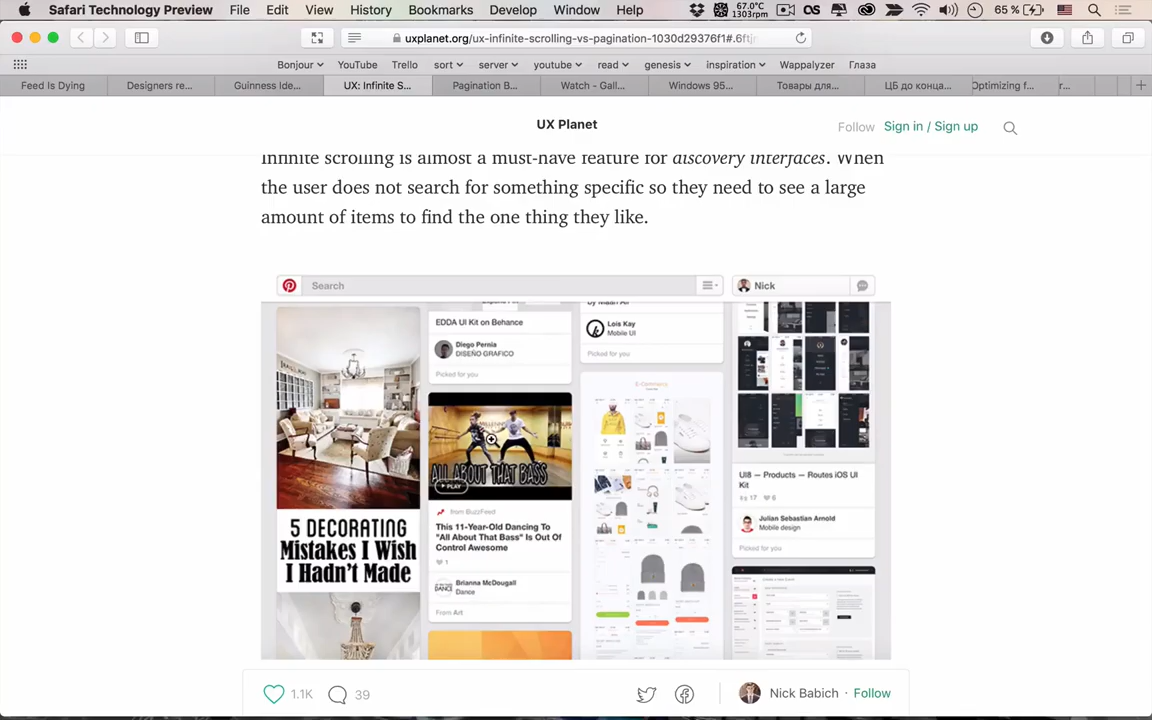 Safari Technology Preview File Edit View History Bookmarks Develop Window Help
67.0°C
1303rpm
65 %
uxplanet.org/ux-infinite-scrolling-vs-pagination-1030d29376f1#.6ftj
Bonjour YouTube Trello sort server youtube read genesis inspiration Wappalyzer Глаза
Feed Is Dying Designers re... Guinness Ide... UX: Infinite S... Pagination B... Watch - Gall... Windows 95... Товары для... ЦБ до конца... Optimizing f... r...
UX Planet
Follow Sign in / Sign up
Infinite scrolling is almost a must-have feature for discovery interfaces. When
the user does not search for something specific so they need to see a large
amount of items to find the one thing they like.
Search
Nick
5 DECORATING
Mistakes I Wish
I Hadn't Made
EDDA UI Kit on Behance
Diego Pernia
DISEÑO GRAFICO
Picked for you
ALL ABOUT THAT BASS
PLAY
from BuzzFeed
This 11-Year-Old Dancing To
"All About That Bass" Is Out Of
Control Awesome
1
Brianna McDougall
Dance
From Art
Lois Kay
Mobile UI
Picked for you
E-Commerce
UI8 — Products — Routes iOS UI
Kit
17 6
Julian Sebastian Arnold
Mobile design
Picked for you
1.1K 39
Nick Babich · Follow